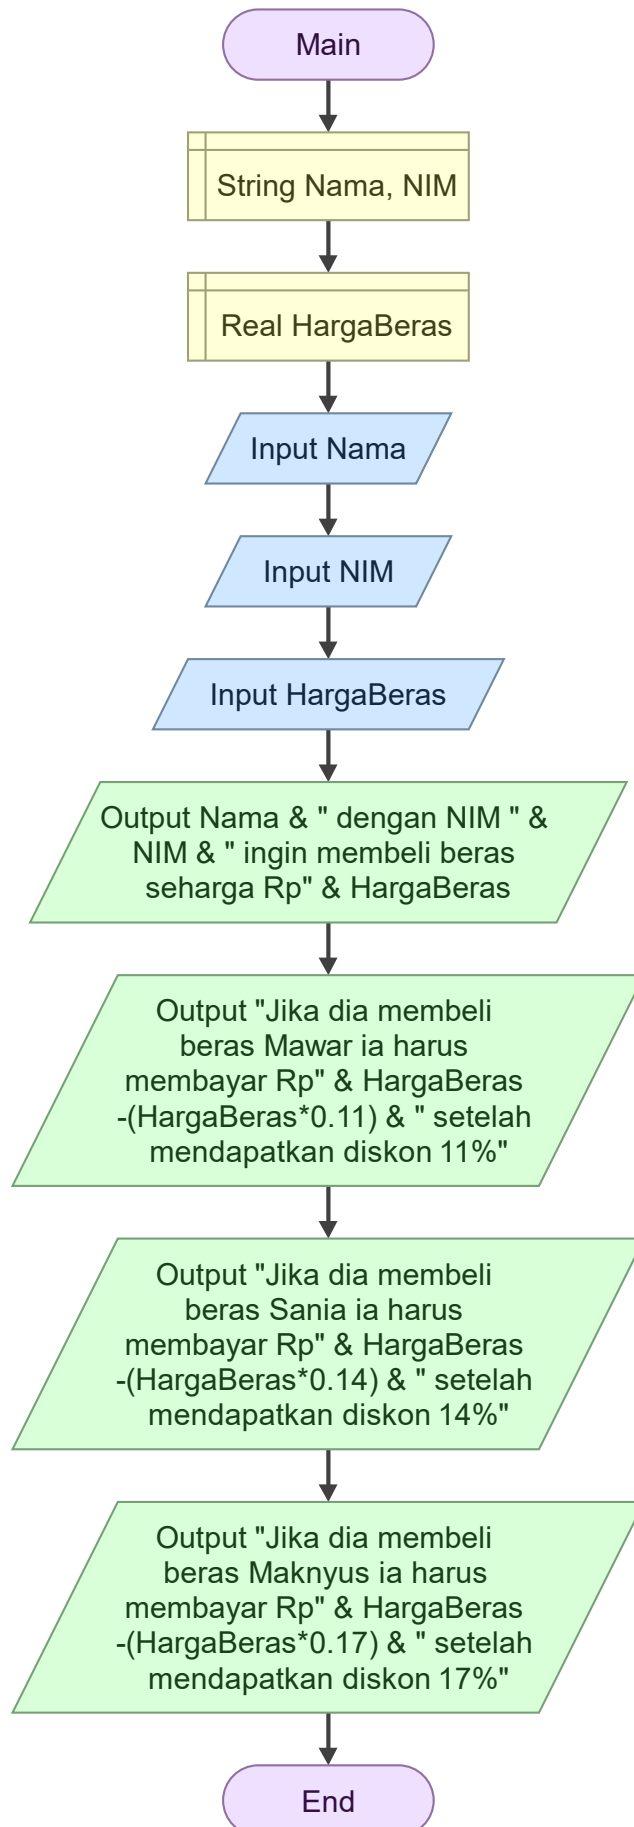 Main
String Nama, NIM
Real HargaBeras
Input Nama
Input NIM
Input HargaBeras
Output Nama & " dengan NIM " &
NIM & " ingin membeli beras
seharga Rp" & HargaBeras
Output "Jika dia membeli
beras Mawar ia harus
membayar Rp" & HargaBeras
-(HargaBeras*0.11) & " setelah
mendapatkan diskon 11%"
Output "Jika dia membeli
beras Sania ia harus
membayar Rp" & HargaBeras
-(HargaBeras*0.14) & " setelah
mendapatkan diskon 14%"
Output "Jika dia membeli
beras Maknyus ia harus
membayar Rp" & HargaBeras
-(HargaBeras*0.17) & " setelah
mendapatkan diskon 17%"
End